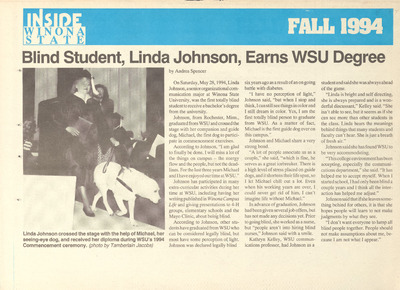 INSIDE
WINONA
STATE
FALL 1994
Blind Student, Linda Johnson, Earns WSU Degree
by Andrea Spencer
On Saturday, May 28, 1994, Linda
Johnson, a senior organizational com-
munication major at Winona State
University, was the first totally blind
student to receive a bachelor's degree
from the university.
Johnson, from Rochester, Minn.,
graduated from WSU and crossed the
stage with her companion and guide
dog, Michael, the first dog to partici-
pate in commencement exercises.
According to Johnson, "I am glad
it finally be done. I will miss a lot of
the things on campus - the energy
flow and the people, but not the dead-
lines. For the last three years Michael
and I have enjoyed our time at WSU."
Johnson has participated in many
extra-curricular activities during her
time at WSU, including having her
writing published in Winona Campus
Life and giving presentations to 4-H
groups, elementary schools and the
Mayo Clinic, about being blind.
According to Johnson, other stu-
dents have graduated from WSU who
can be considered legally blind, but
most have some perception of light.
Johnson was declared legally blind
six years ago as a result of an on-going
battle with diabetes.
"I have no perception of light,"
Johnson said, "but when I stop and
think, I can still see things in color and
I still dream in color. Yes, I am the
first totally blind person to graduate
from WSU. As a matter of fact,
Michael is the first guide dog ever on
this campus."
Johnson and Michael share a very
strong bond.
"A lot of people associate us as a
couple," she said, "which is fine, he
serves as a great icebreaker. There is
a high level of stress placed on guide
dogs, and it shortens their life span, so
I let Michael chill out a lot. Even
when his working years are over, I
could never get rid of him. I can't
imagine life without Michael."
In advance of graduation, Johnson
had been given several job offers, but
has not made any decisions yet. Prior
to going blind, she worked as a nurse,
but "people aren't into hiring blind
nurses," Johnson said with a smile.
Kathryn Kelley, WSU commun-
ications professor, had Johnson as a
student and said she was always ahead
of the game.
"Linda is bright and self directing,
she is always prepared and is a won-
derful discussant," Kelley said. "She
isn't able to see, but it seems as if she
can see more than other students in
the class. Linda hears the meanings
behind things that many students and
faculty can't hear. She is just a breath
of fresh air."
Johnson said she has found WSU to
be very accommodating.
"This college environment has been
accepting, especially the communi-
cations department," she said. "It has
helped me to accept myself. When I
started school, I had only been blind a
couple years and I think all the inter-
action has helped me adjust."
Johnson said that if she leaves some-
thing behind for others, it is that she
hopes people will learn to not make
judgments by what they see.
"I don't want everyone to lump all
blind people together. People should
not make assumptions about me, be-
cause I am not what I appear."
Linda Johnson crossed the stage with the help of Michael, her
seeing-eye dog, and received her diploma during WSU's 1994
Commencement ceremony. (photo by Tamberlain Jacobs)